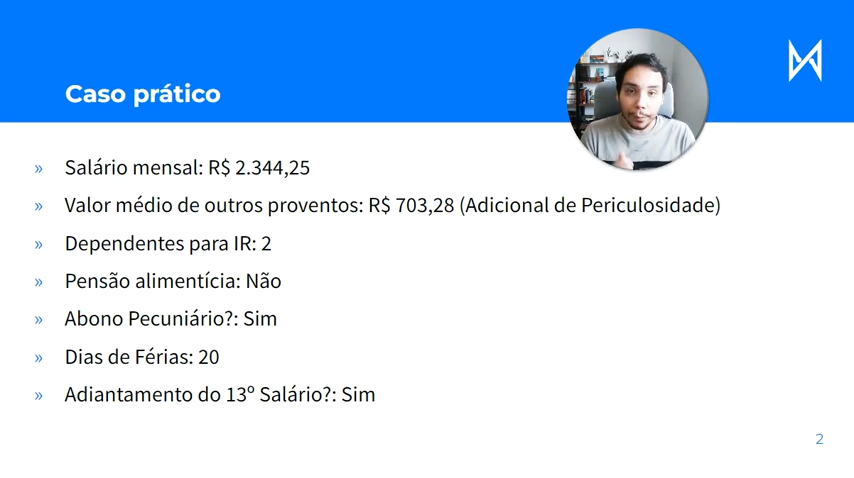 Caso prático
» Salário mensal: R$ 2.344,25
» Valor médio de outros proventos: R$ 703,28 (Adicional de Periculosidade)
» Dependentes para IR: 2
» Pensão alimentícia: Não
» Abono Pecuniário?: Sim
» Dias de Férias: 20
» Adiantamento do 13º Salário?: Sim
2